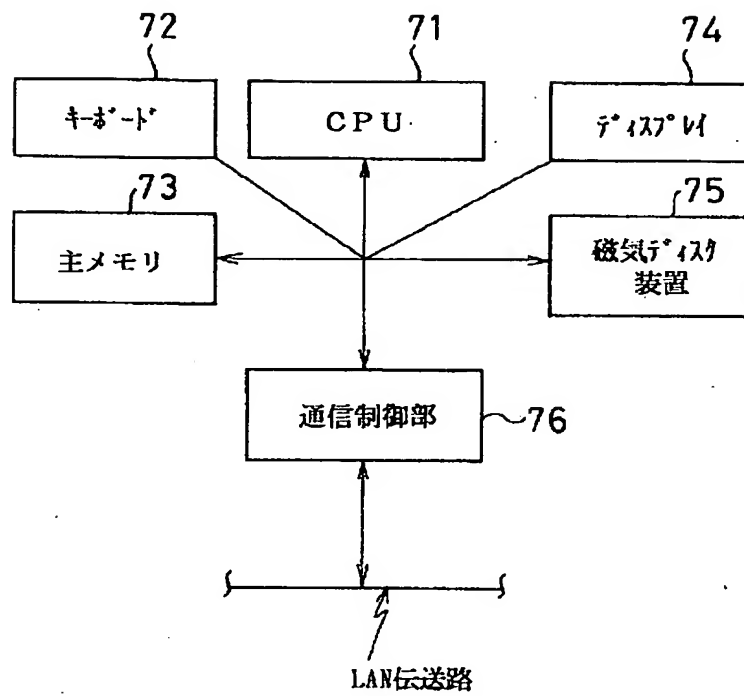 72
71
74
ｷｰﾎﾞｰﾄﾞ
CPU
ﾃﾞｨｽﾌﾟﾚｲ
73
75
主メモリ
磁気ﾃﾞｨｽｸ
装置
通信制御部
76
LAN伝送路